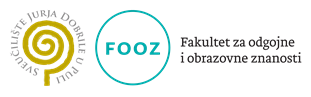 SVEUČILIŠTE JURJA DOBRILE U PULI
FOOZ
Fakultet za odgojne
i obrazovne znanosti